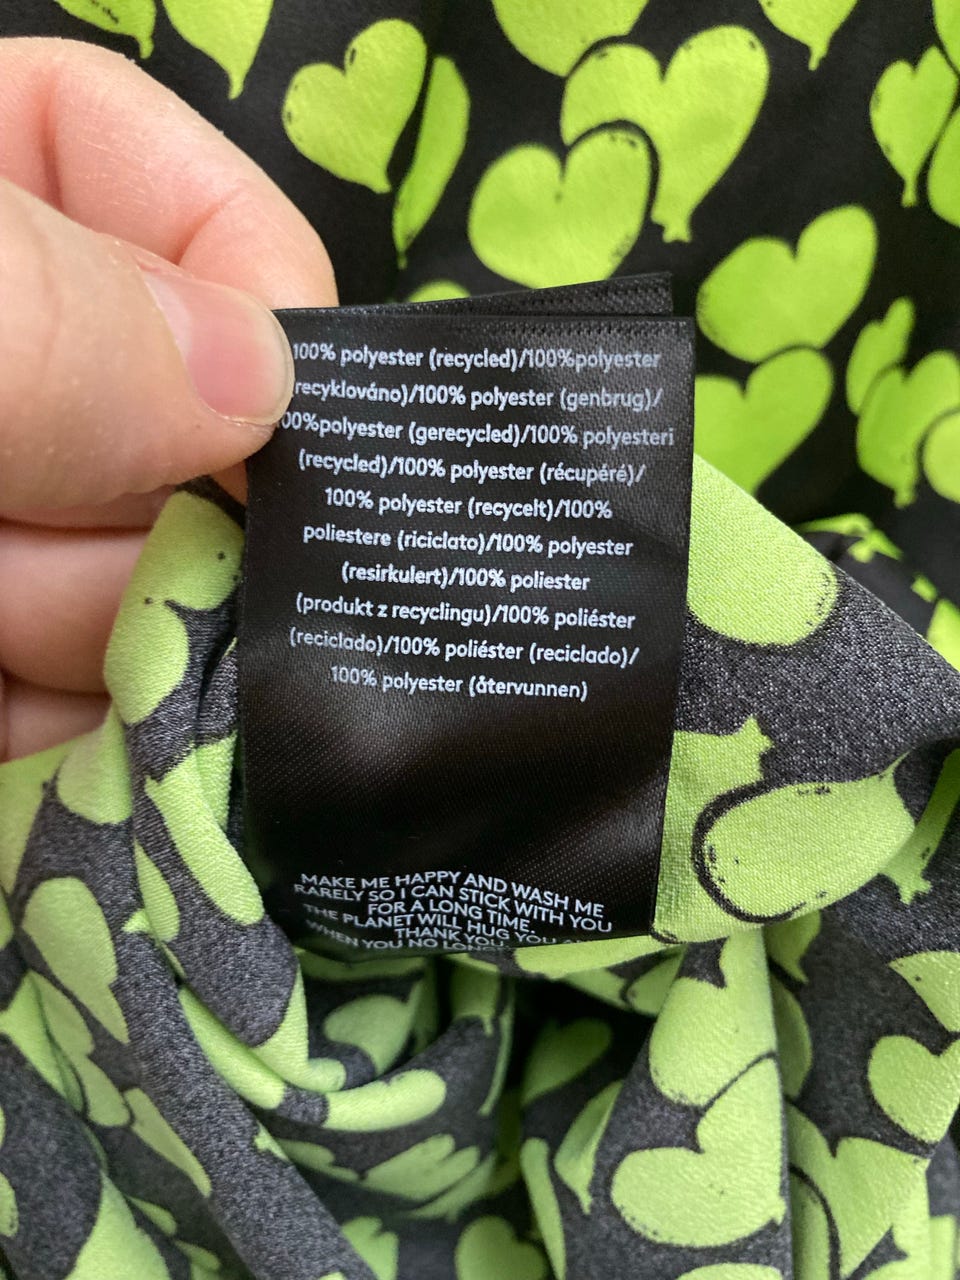 100% polyester (recycled)/100%polyester
recyklováno)/100% polyester (genbrug)/
00%polyester (gerecycled)/100% polyesteri
(recycled)/100% polyester (récupéré)/
100% polyester (recycelt)/100%
poliestere (riciclato)/100% polyester
(resirkulert)/100% poliester
(produkt z recyclingu)/100% poliéster
(reciclado)/100% poliéster (reciclado)/
100% polyester (återvunnen)
MAKE ME HAPPY AND WASH ME
RARELY SO I CAN STICK WITH YOU
FOR A LONG TIME.
THE PLANET WILL HUG YOU
THANK YOU.
WHEN YOU NO